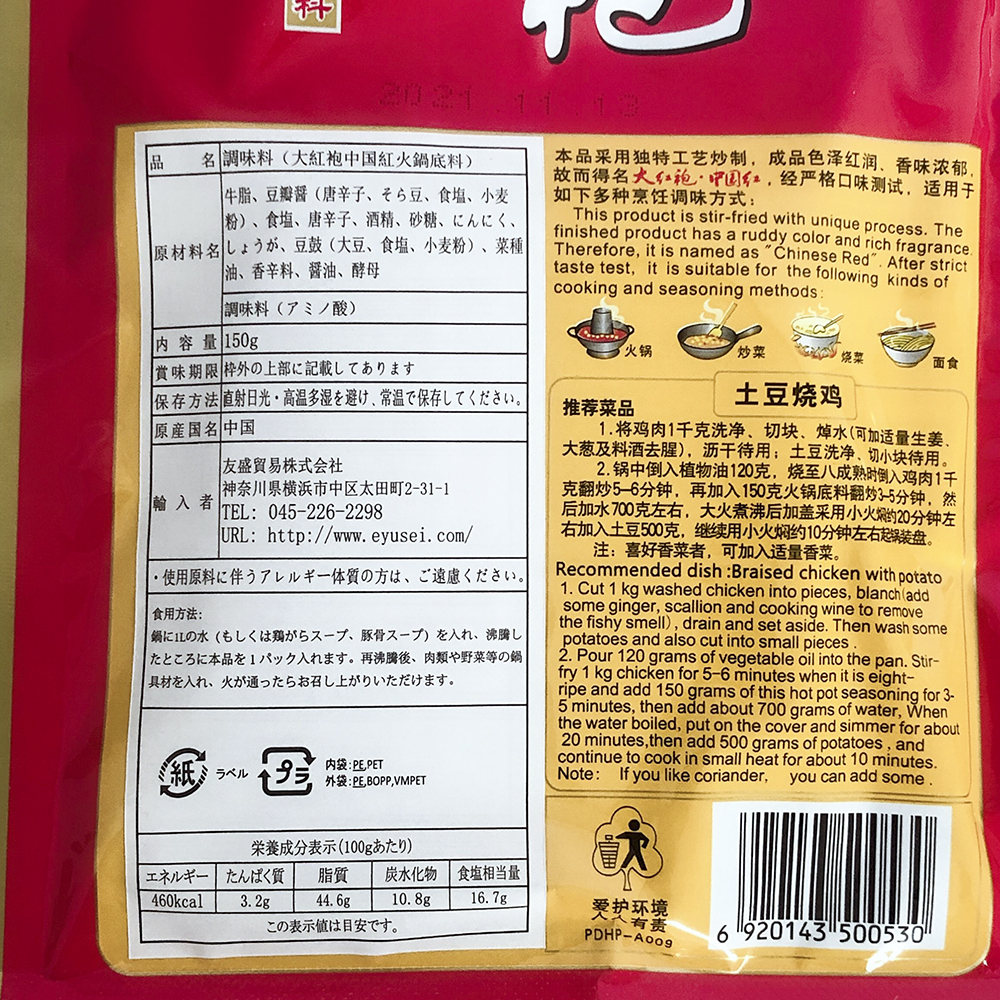 料
袍
2021 .11 .13
品 名 調味料（大紅袍中国紅火鍋底料）
原材料名 牛脂、豆瓣醤（唐辛子、そら豆、食塩、小麦
粉）、食塩、唐辛子、酒精、砂糖、にんにく、
しょうが、豆鼓（大豆、食塩、小麦粉）、菜種
油、香辛料、醤油、酵母
調味料（アミノ酸）
内 容 量 150g
賞味期限 枠外の上部に記載してあります
保存方法 直射日光・高温多湿を避け、常温で保存してください。
原産国名 中国
輸 入 者 友盛貿易株式会社
神奈川県横浜市中区太田町2-31-1
TEL: 045-226-2298
URL: http://www.eyusei.com/
・使用原料に伴うアレルギー体質の方は、ご遠慮ください。
食用方法:
鍋に1Lの水（もしくは鶏がらスープ、豚骨スープ）を入れ、沸騰し
たところに本品を１パック入れます。再沸騰後、肉類や野菜等の鍋
具材を入れ、火が通ったらお召し上がりいただけます。
紙 ラベル プラ 内袋:PE,PET
外袋:PE,BOPP,VMPET
栄養成分表示(100gあたり)
エネルギー たんぱく質 脂質 炭水化物 食塩相当量
460kcal 3.2g 44.6g 10.8g 16.7g
この表示値は目安です。
本品采用独特工艺炒制，成品色泽红润、香味浓郁，
故而得名大红袍·中国红，经严格口味测试，适用于
如下多种烹饪调味方式：
This product is stir-fried with unique process. The
finished product has a ruddy color and rich fragrance.
Therefore, it is named as "Chinese Red". After strict
taste test, it is suitable for the following kinds of
cooking and seasoning methods:
火锅 炒菜 烧菜 面食
土豆烧鸡
推荐菜品
1.将鸡肉1千克洗净、切块、焯水(可加适量生姜、
大葱及料酒去腥)，沥干待用；土豆洗净、切小块待用。
2.锅中倒入植物油120克，烧至八成熟时倒入鸡肉1千
克翻炒5-6分钟，再加入150克火锅底料翻炒3-5分钟，然
后加水700克左右，大火煮沸后加盖采用小火焖约20分钟左
右加入土豆500克，继续用小火焖约10分钟左右起锅装盘。
注：喜好香菜者，可加入适量香菜。
Recommended dish :Braised chicken with potato
1. Cut 1 kg washed chicken into pieces, blanch(add
some ginger, scallion and cooking wine to remove
the fishy smell), drain and set aside. Then wash some
potatoes and also cut into small pieces .
2. Pour 120 grams of vegetable oil into the pan. Stir-
fry 1 kg chicken for 5-6 minutes when it is eight-
ripe and add 150 grams of this hot pot seasoning for 3-
5 minutes, then add about 700 grams of water, When
the water boiled, put on the cover and simmer for about
20 minutes,then add 500 grams of potatoes , and
continue to cook in small heat for about 10 minutes.
Note: If you like coriander, you can add some .
爱护环境
人人有责
PDHP-A009
6 920143 500530